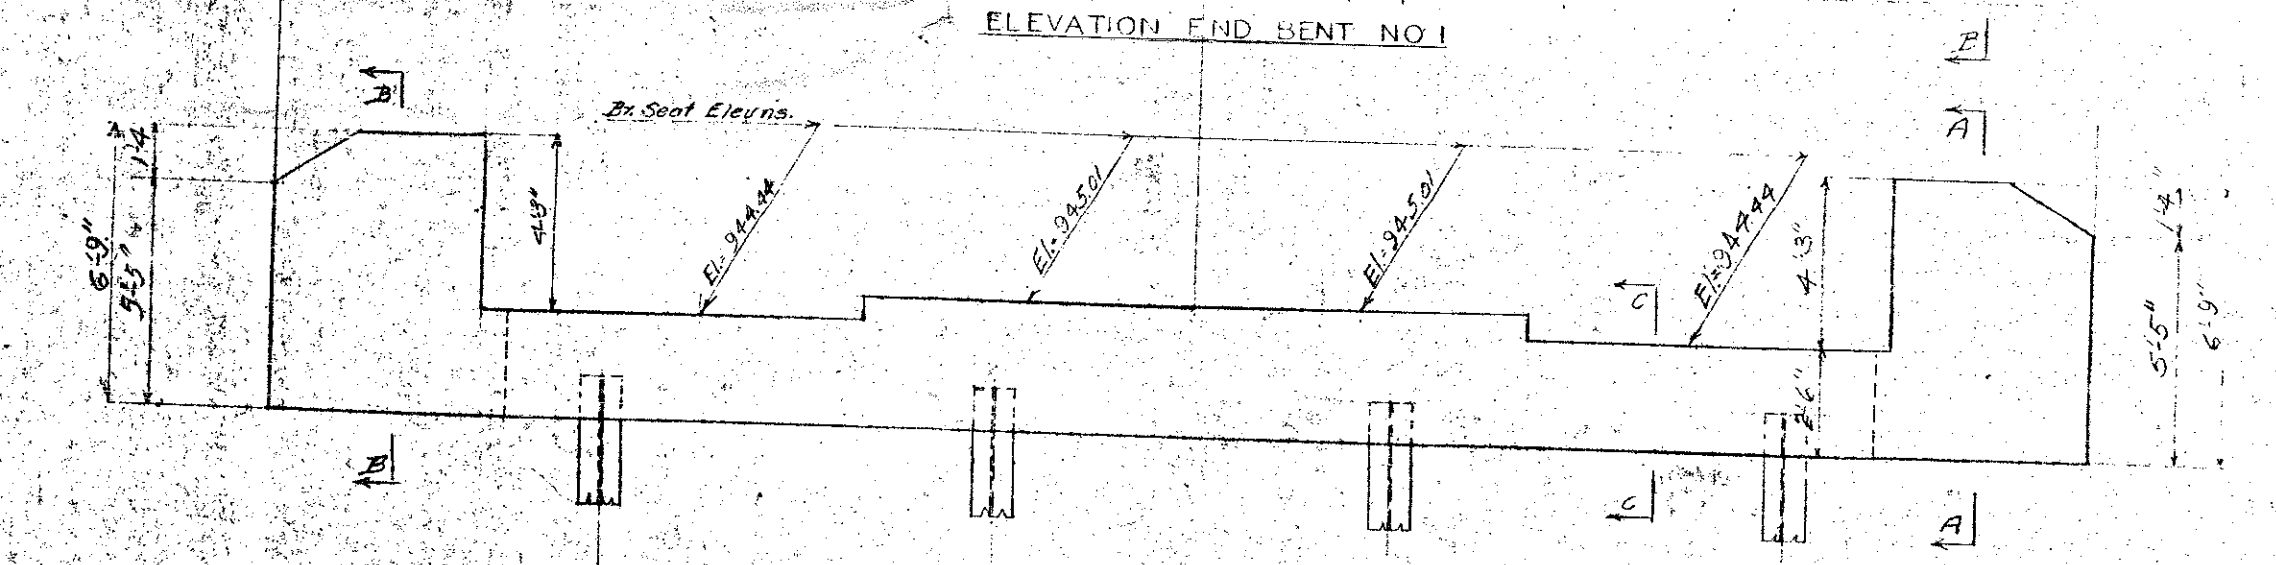 ELEVATION END BENT NO 1
B
B
A
Br. Seat Elevns.
1'4
6'-9"
5'-5"
4'-3"
El.= 944.44
El.= 945.01
El.= 945.01
El.= 944.44
C
4'3"
1'4"
5'-5"
6'-9"
2'6"
B
C
A